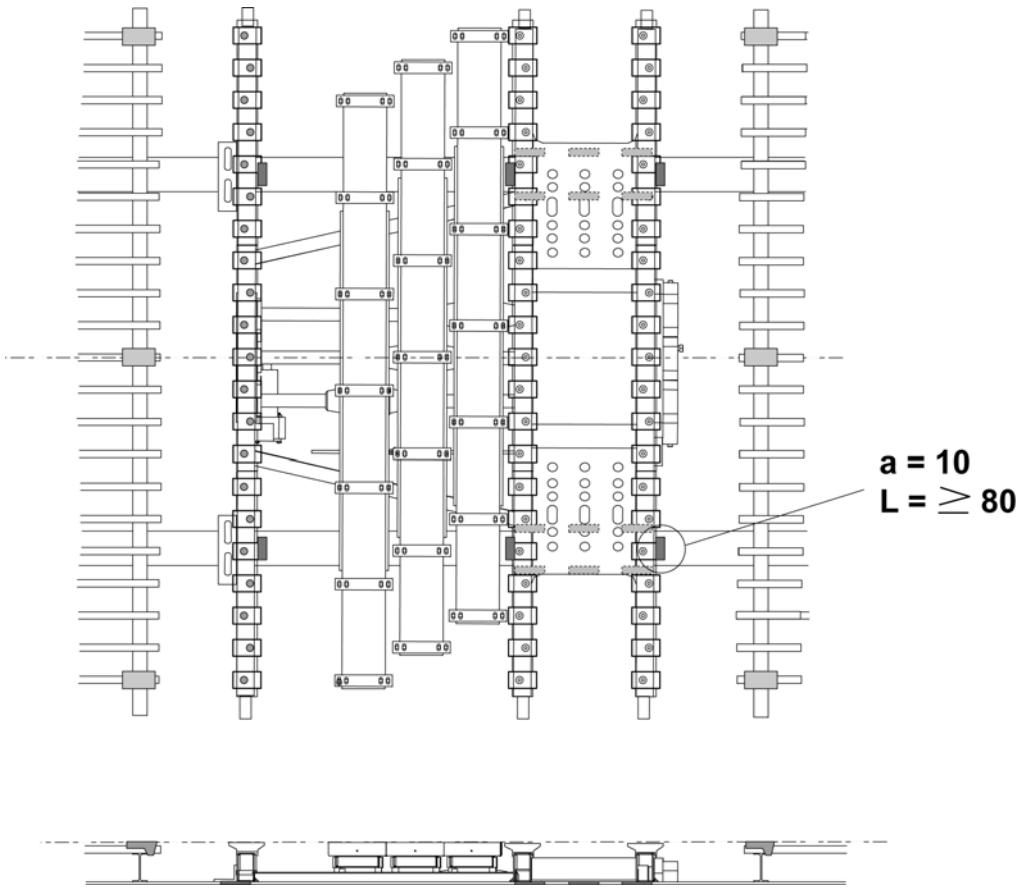 a = 10
L = ≥ 80